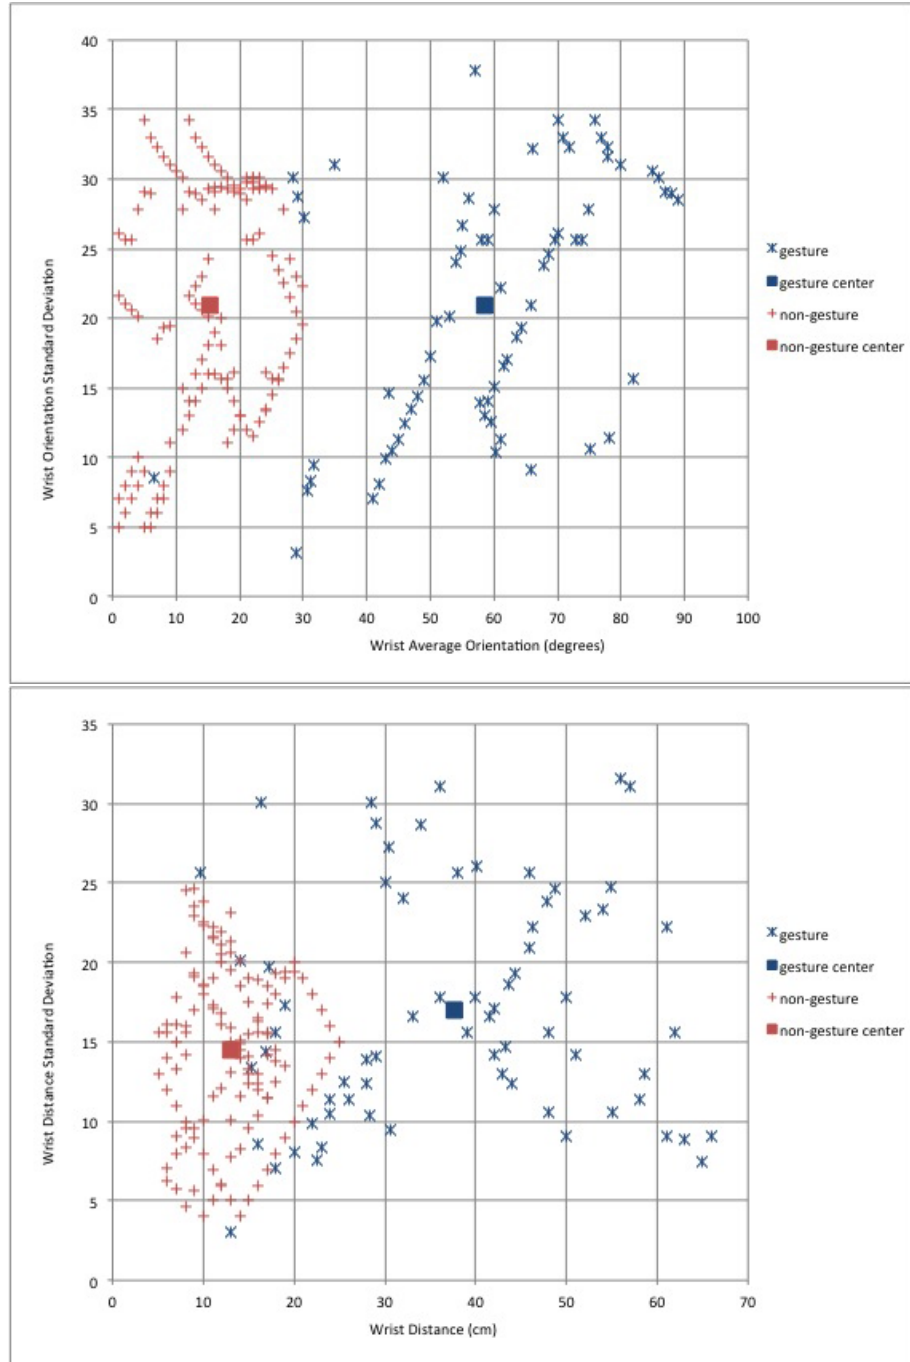 40
35
30
25
20
15
10
5
0
Wrist Orientation Standard Deviation
0 10 20 30 40 50 60 70 80 90 100
Wrist Average Orientation (degrees)
gesture
gesture center
non-gesture
non-gesture center
35
30
25
20
15
10
5
0
Wrist Distance Standard Deviation
0 10 20 30 40 50 60 70
Wrist Distance (cm)
gesture
gesture center
non-gesture
non-gesture center